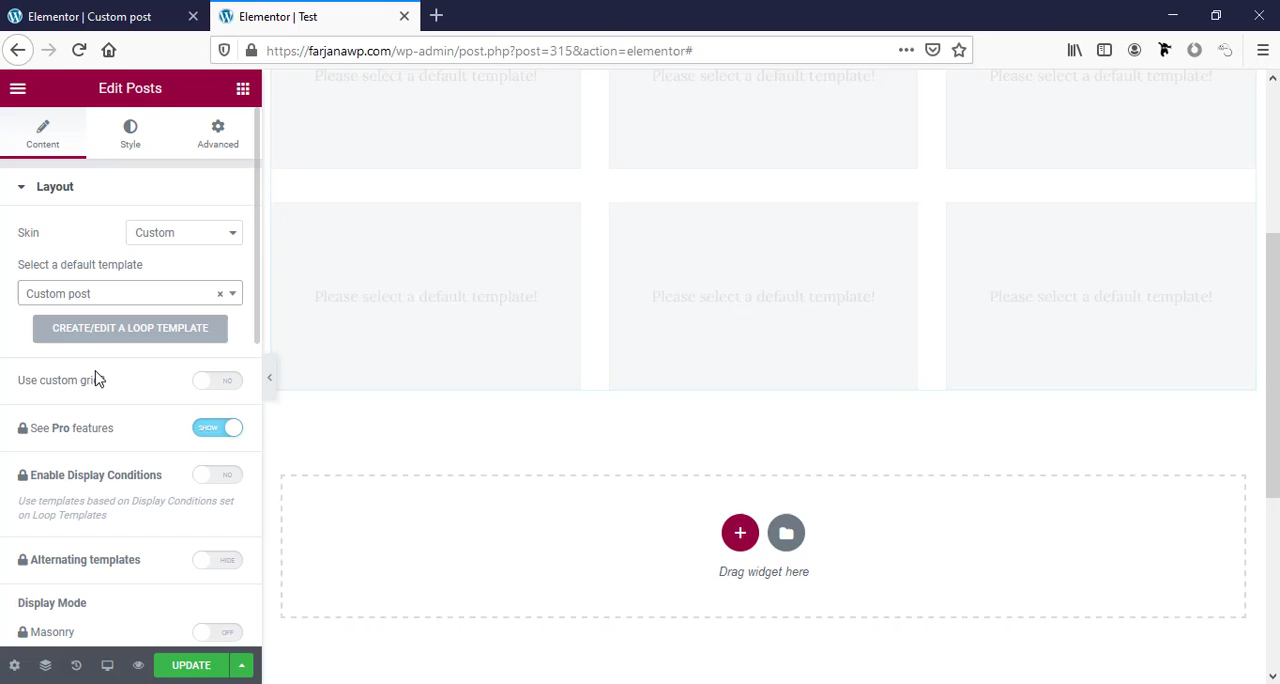 Elementor | Custom post
Elementor | Test
https://farjanawp.com/wp-admin/post.php?post=315&action=elementor#
Edit Posts
Content
Style
Advanced
Layout
Skin
Custom
Select a default template
Custom post
×
CREATE/EDIT A LOOP TEMPLATE
Use custom grid
NO
See Pro features
SHOW
Enable Display Conditions
NO
Use templates based on Display Conditions set
on Loop Templates
Alternating templates
HIDE
Display Mode
Masonry
OFF
UPDATE
Please select a default template!
Please select a default template!
Please select a default template!
Please select a default template!
Please select a default template!
Please select a default template!
Drag widget here